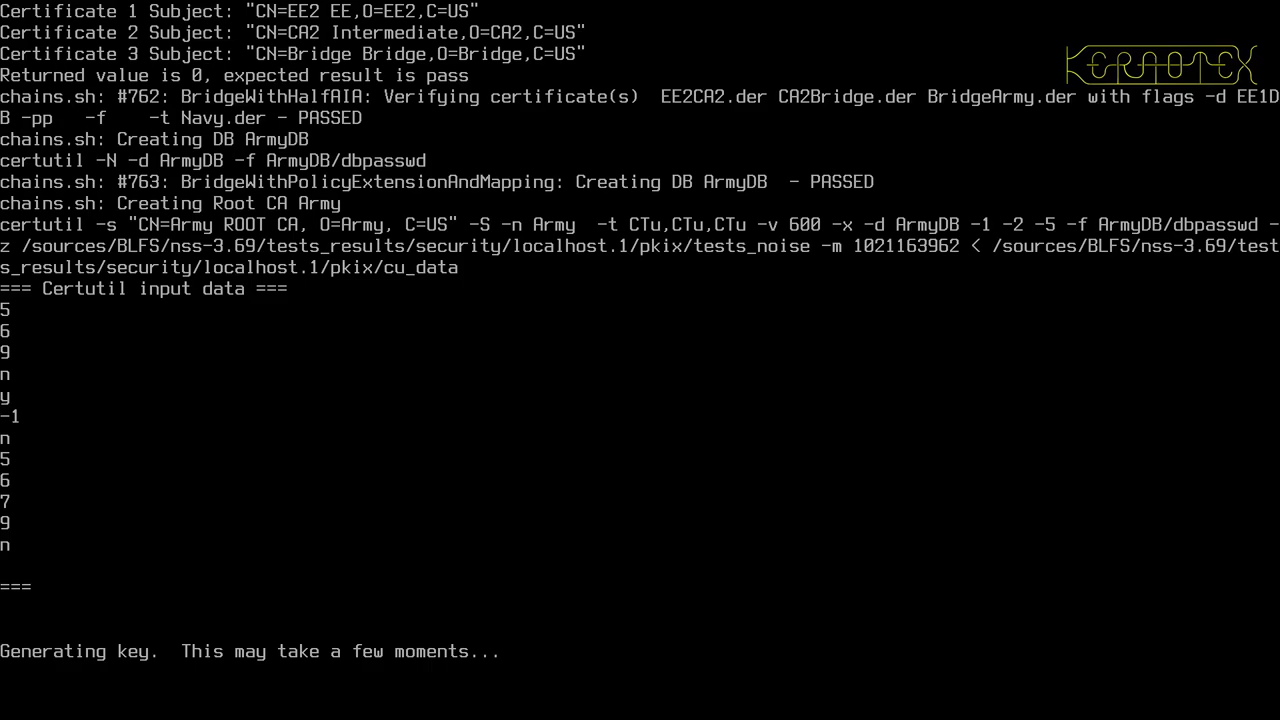 Certificate 1 Subject: "CN=EE2 EE,O=EE2,C=US"
Certificate 2 Subject: "CN=CA2 Intermediate,O=CA2,C=US"
Certificate 3 Subject: "CN=Bridge Bridge,O=Bridge,C=US"
KERNOTEX
Returned value is 0, expected result is pass
chains.sh: #762: BridgeWithHalfAIA: Verifying certificate(s)  EE2CA2.der CA2Bridge.der BridgeArmy.der with flags -d EE1D
B -pp   -f    -t Navy.der - PASSED
chains.sh: Creating DB ArmyDB
certutil -N -d ArmyDB -f ArmyDB/dbpasswd
chains.sh: #763: BridgeWithPolicyExtensionAndMapping: Creating DB ArmyDB  - PASSED
chains.sh: Creating Root CA Army
certutil -s "CN=Army ROOT CA, O=Army, C=US" -S -n Army  -t CTu,CTu,CTu -v 600 -x -d ArmyDB -1 -2 -5 -f ArmyDB/dbpasswd -
z /sources/BLFS/nss-3.69/tests_results/security/localhost.1/pkix/tests_noise -m 1021163962 < /sources/BLFS/nss-3.69/test
s_results/security/localhost.1/pkix/cu_data
=== Certutil input data ===
5
6
9
n
y
-1
n
5
6
7
9
n
===
Generating key.  This may take a few moments...